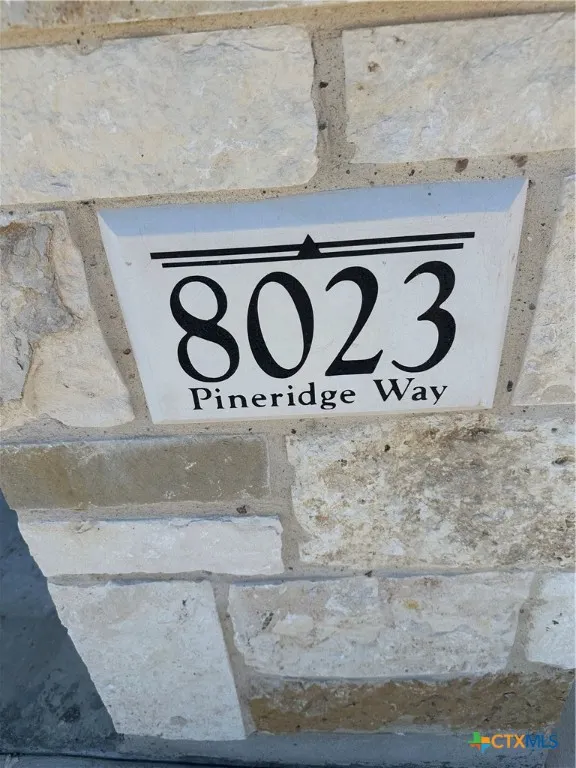 8023
Pineridge Way
CTXMLS